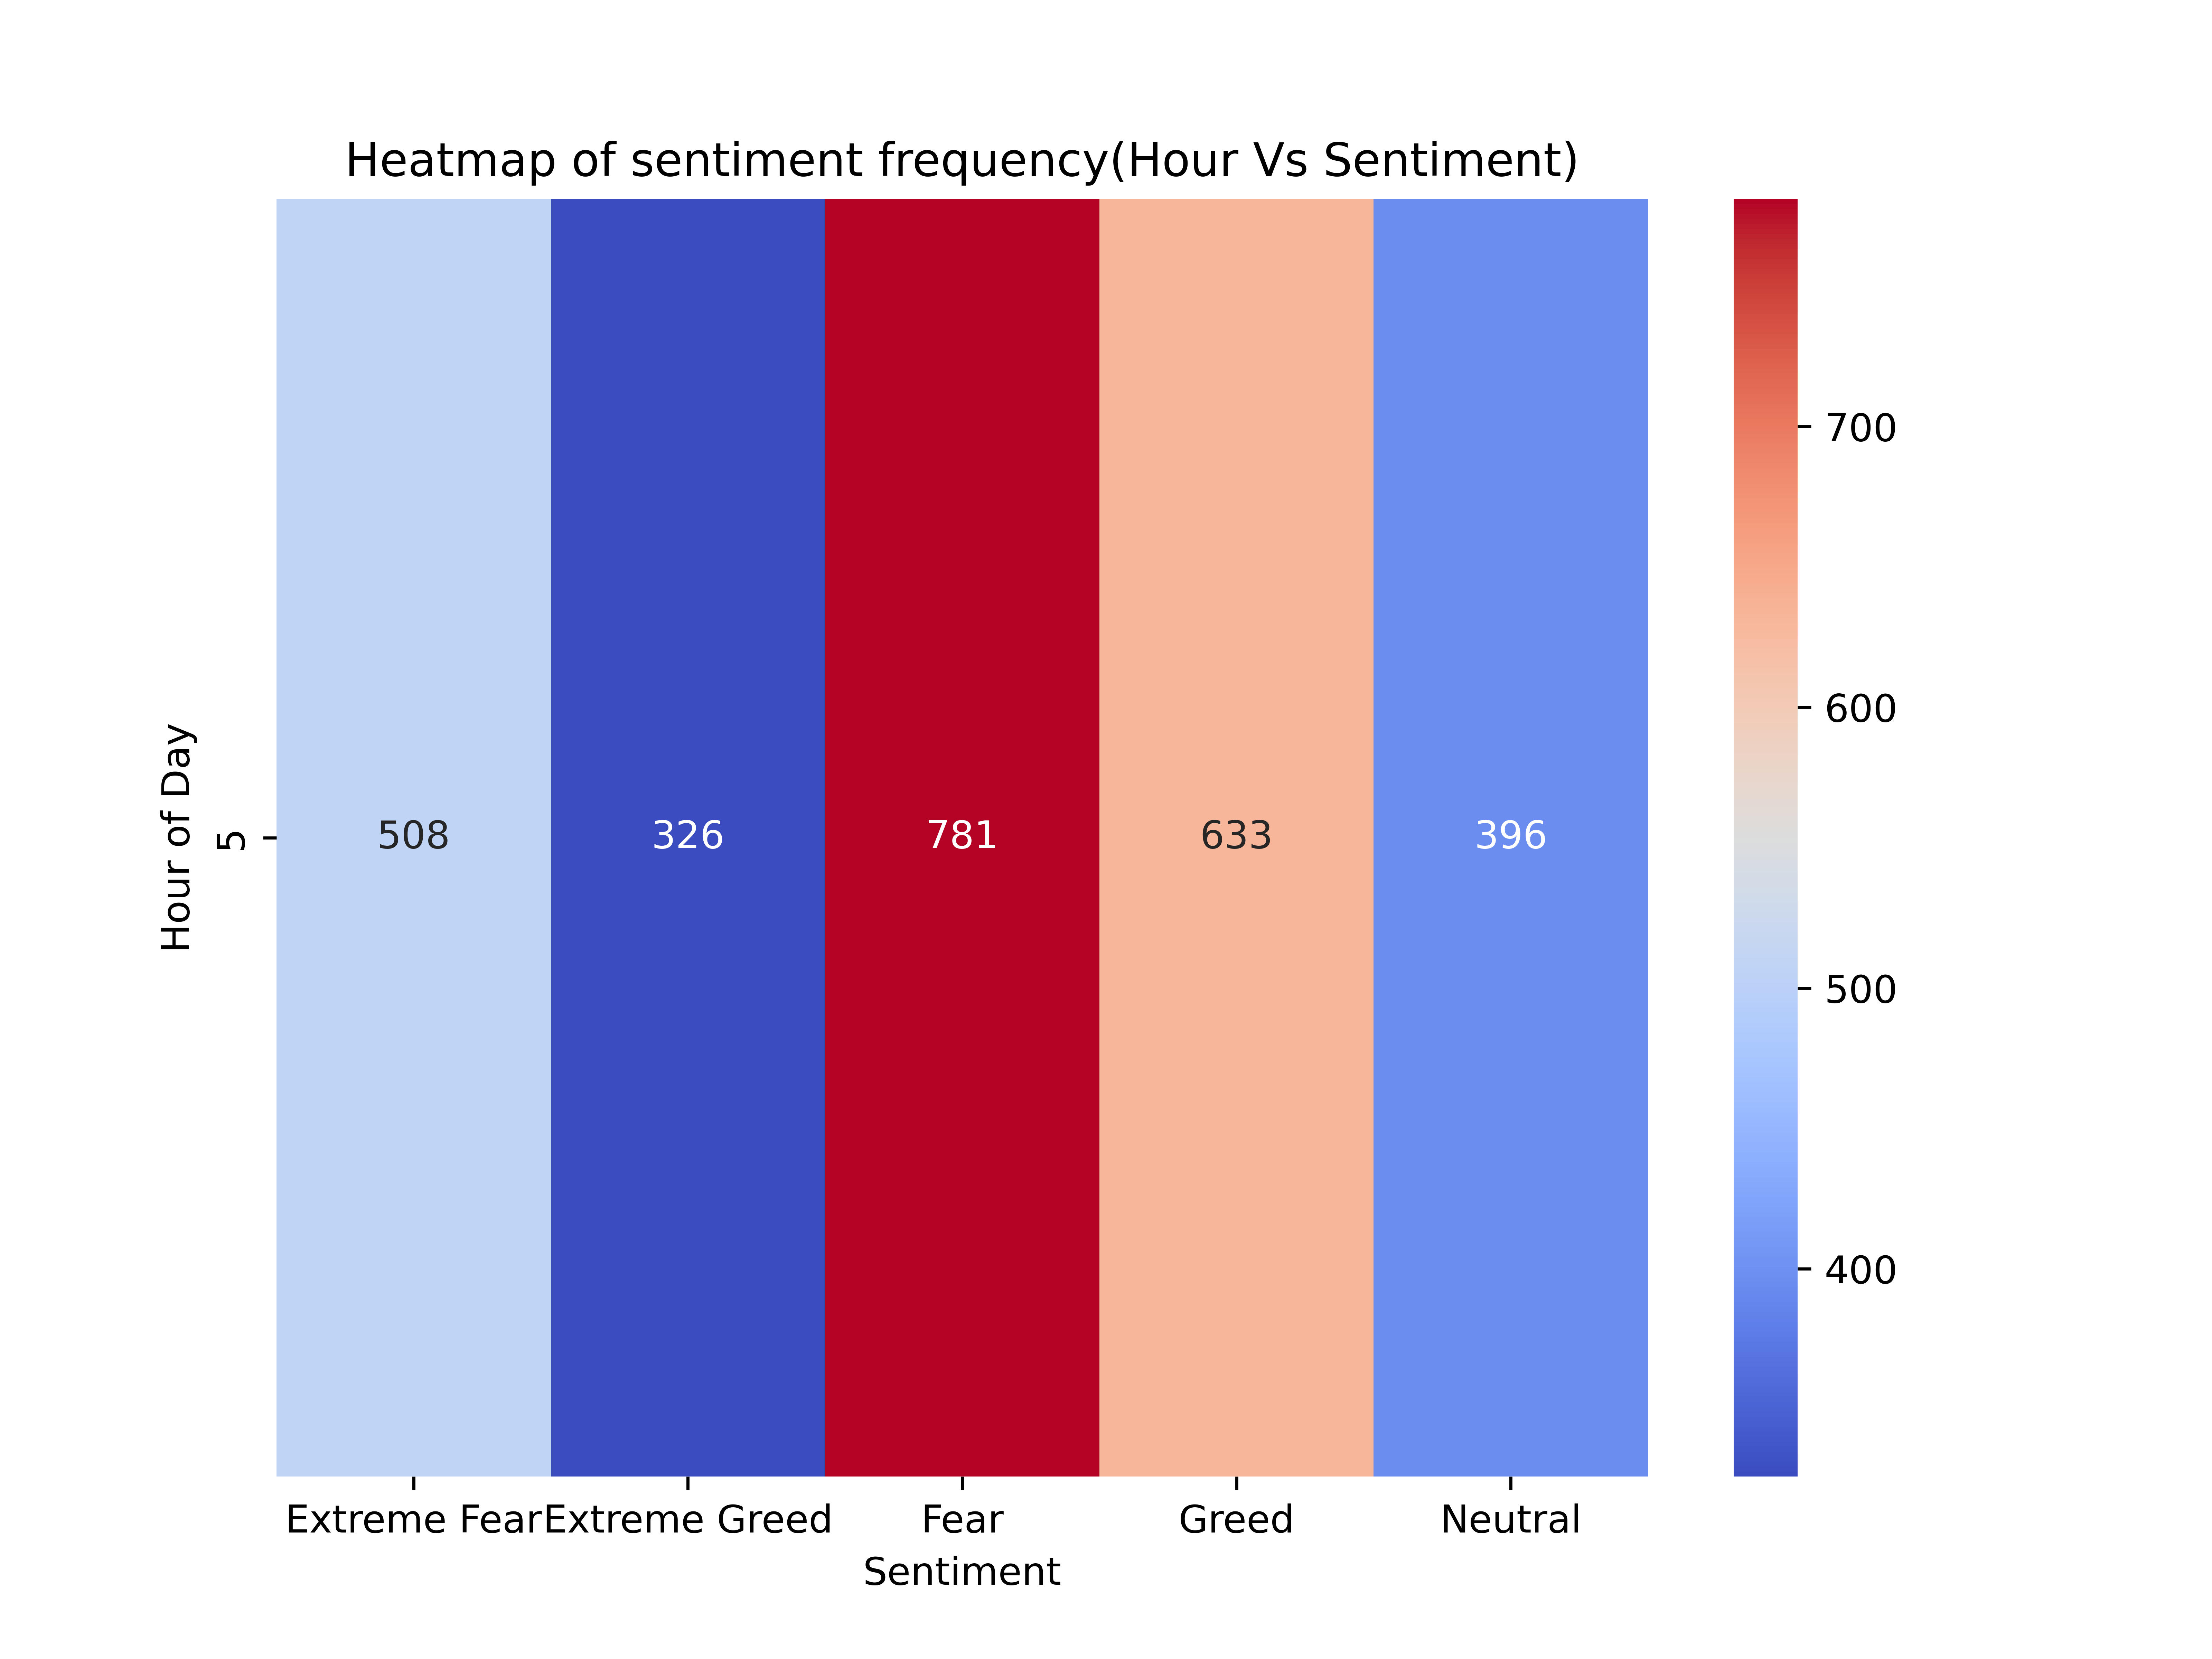 Heatmap of sentiment frequency(Hour Vs Sentiment)
Hour of Day
5
508 326 781 633 396
Extreme Fear Extreme Greed Fear Greed Neutral
Sentiment
700
600
500
400